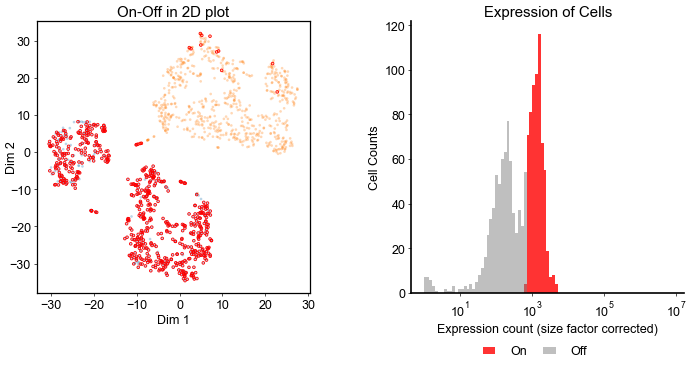 On-Off in 2D plot
Dim 2
30
20
10
0
−10
−20
−30
−30 −20 −10 0 10 20 30
Dim 1
Expression of Cells
Cell Counts
120
100
80
60
40
20
0
10^1 10^3 10^5 10^7
Expression count (size factor corrected)
On Off